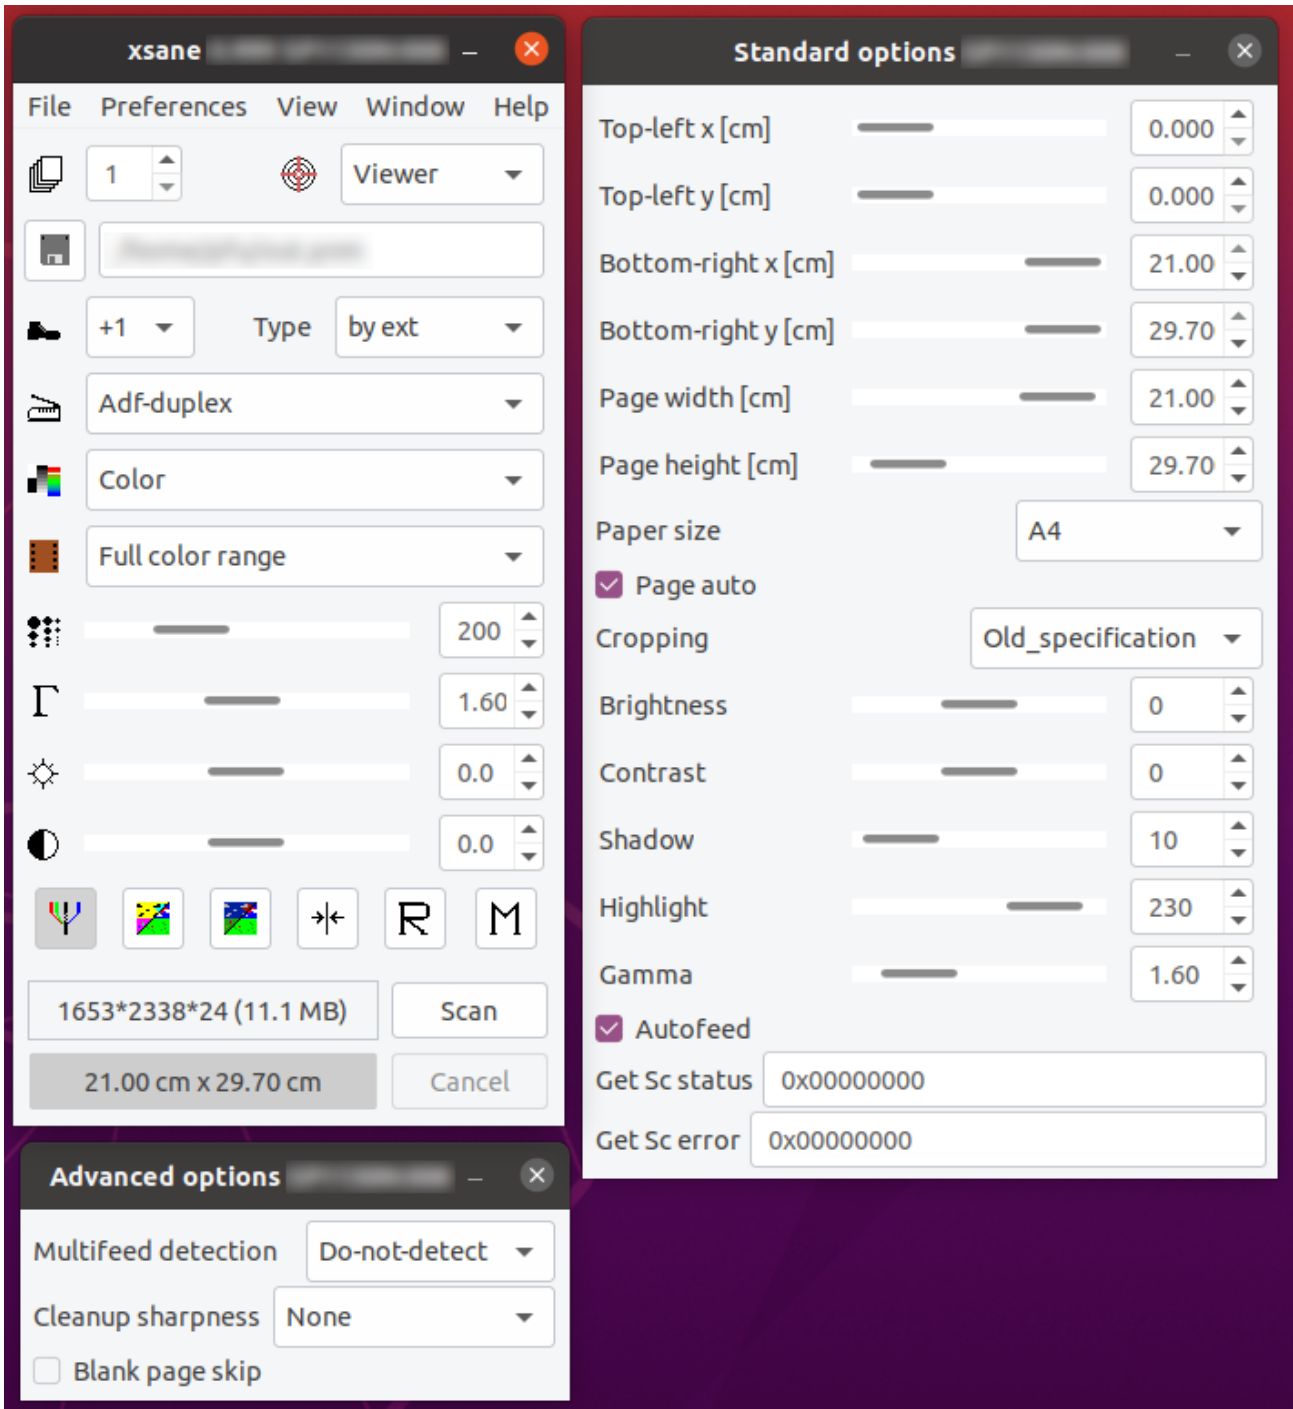 xsane
File Preferences View Window Help
1
Viewer
+1
Type
by ext
Adf-duplex
Color
Full color range
200
Γ
1.60
0.0
0.0
R
M
1653*2338*24 (11.1 MB)
Scan
21.00 cm x 29.70 cm
Cancel
Standard options
Top-left x [cm]
0.000
Top-left y [cm]
0.000
Bottom-right x [cm]
21.00
Bottom-right y [cm]
29.70
Page width [cm]
21.00
Page height [cm]
29.70
Paper size
A4
Page auto
Cropping
Old_specification
Brightness
0
Contrast
0
Shadow
10
Highlight
230
Gamma
1.60
Autofeed
Get Sc status
0x00000000
Get Sc error
0x00000000
Advanced options
Multifeed detection
Do-not-detect
Cleanup sharpness
None
Blank page skip